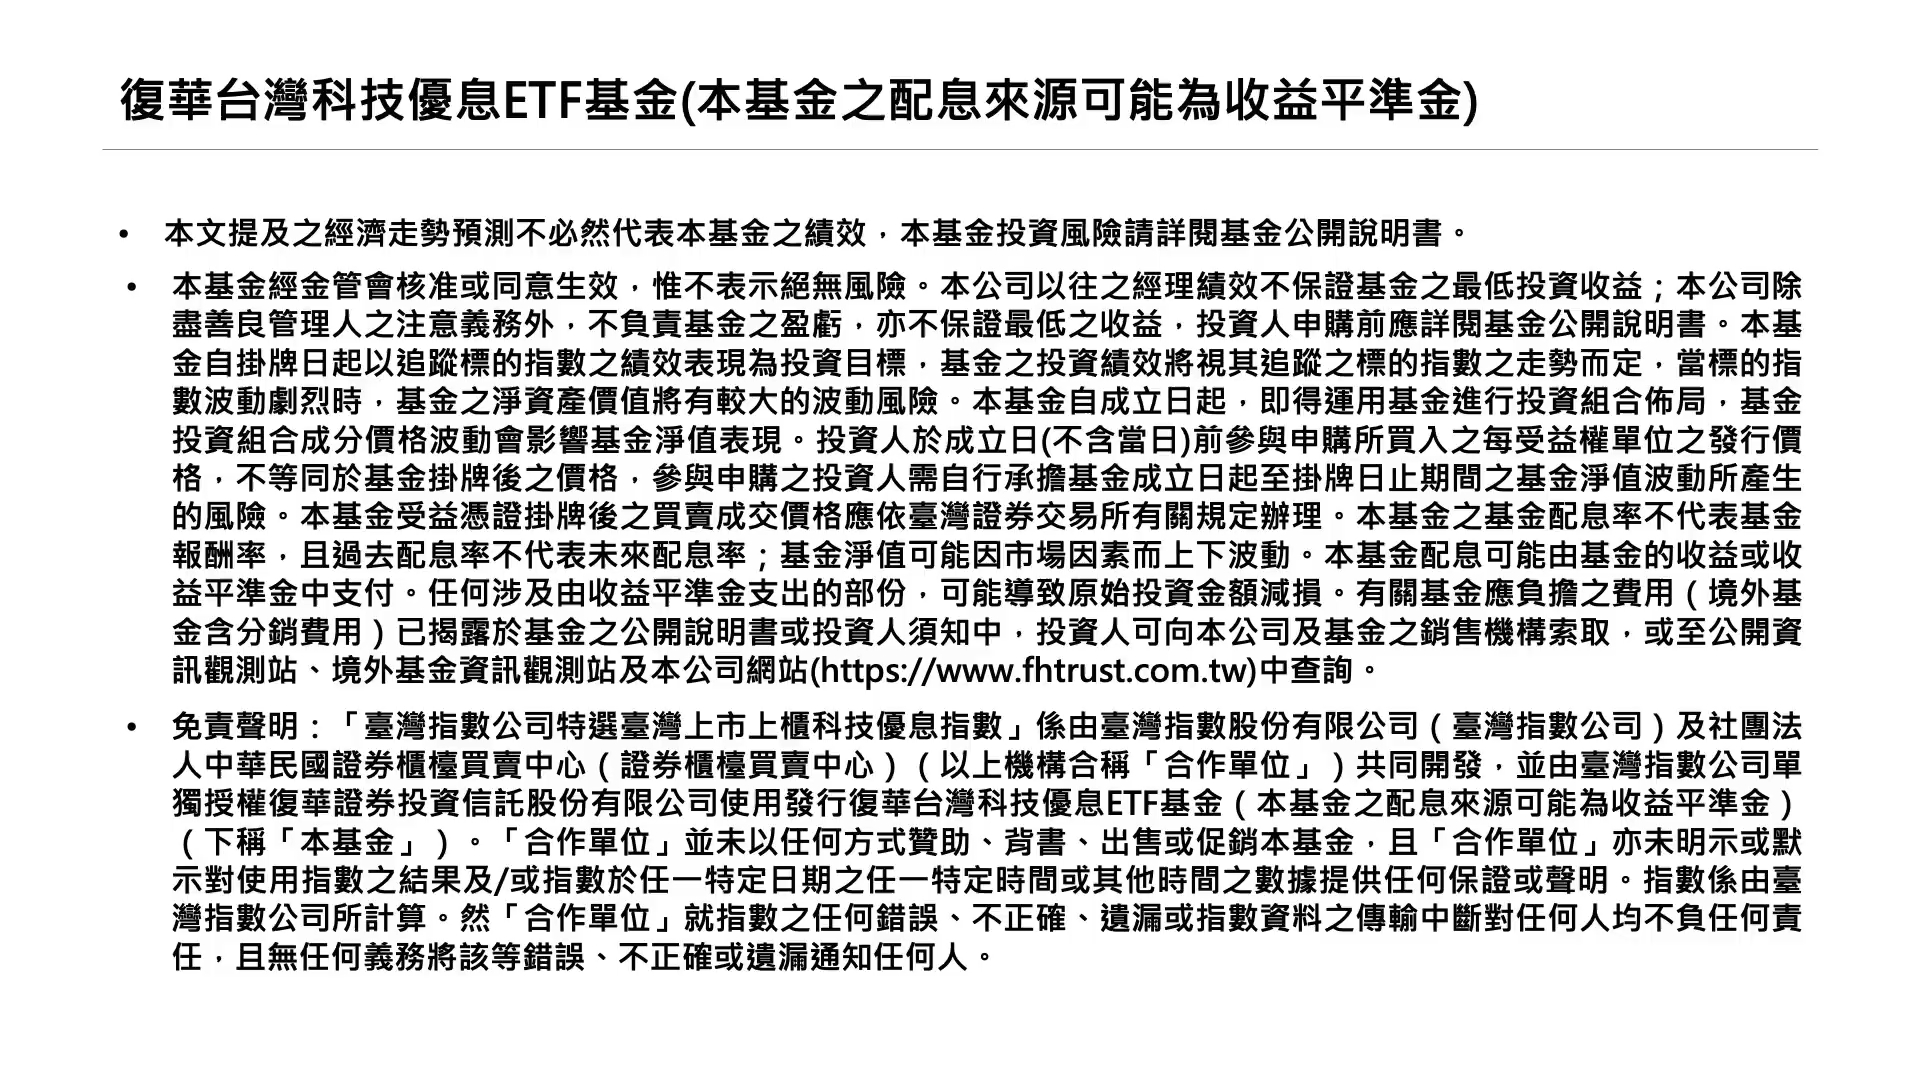 復華台灣科技優息ETF基金(本基金之配息來源可能為收益平準金)
• 本文提及之經濟走勢預測不必然代表本基金之績效，本基金投資風險請詳閱基金公開說明書。
• 本基金經金管會核准或同意生效，惟不表示絕無風險。本公司以往之經理績效不保證基金之最低投資收益；本公司除
盡善良管理人之注意義務外，不負責基金之盈虧，亦不保證最低之收益，投資人申購前應詳閱基金公開說明書。本基
金自掛牌日起以追蹤標的指數之績效表現為投資目標，基金之投資績效將視其追蹤之標的指數之走勢而定，當標的指
數波動劇烈時，基金之淨資產價值將有較大的波動風險。本基金自成立日起，即得運用基金進行投資組合佈局，基金
投資組合成分價格波動會影響基金淨值表現。投資人於成立日(不含當日)前參與申購所買入之每受益權單位之發行價
格，不等同於基金掛牌後之價格，參與申購之投資人需自行承擔基金成立日起至掛牌日止期間之基金淨值波動所產生
的風險。本基金受益憑證掛牌後之買賣成交價格應依臺灣證券交易所有關規定辦理。本基金之基金配息率不代表基金
報酬率，且過去配息率不代表未來配息率；基金淨值可能因市場因素而上下波動。本基金配息可能由基金的收益或收
益平準金中支付。任何涉及由收益平準金支出的部份，可能導致原始投資金額減損。有關基金應負擔之費用（境外基
金含分銷費用）已揭露於基金之公開說明書或投資人須知中，投資人可向本公司及基金之銷售機構索取，或至公開資
訊觀測站、境外基金資訊觀測站及本公司網站(https://www.fhtrust.com.tw)中查詢。
• 免責聲明：「臺灣指數公司特選臺灣上市上櫃科技優息指數」係由臺灣指數股份有限公司（臺灣指數公司）及社團法
人中華民國證券櫃檯買賣中心（證券櫃檯買賣中心）（以上機構合稱「合作單位」）共同開發，並由臺灣指數公司單
獨授權復華證券投資信託股份有限公司使用發行復華台灣科技優息ETF基金（本基金之配息來源可能為收益平準金）
（下稱「本基金」）。「合作單位」並未以任何方式贊助、背書、出售或促銷本基金，且「合作單位」亦未明示或默
示對使用指數之結果及/或指數於任一特定日期之任一特定時間或其他時間之數據提供任何保證或聲明。指數係由臺
灣指數公司所計算。然「合作單位」就指數之任何錯誤、不正確、遺漏或指數資料之傳輸中斷對任何人均不負任何責
任，且無任何義務將該等錯誤、不正確或遺漏通知任何人。